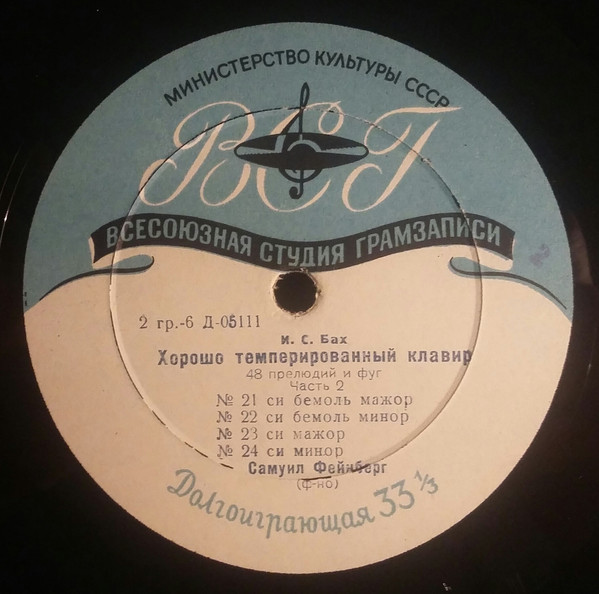 МИНИСТЕРСТВО КУЛЬТУРЫ СССР
ВСГ
ВСЕСОЮЗНАЯ СТУДИЯ ГРАМЗАПИСИ
2 гр.-6 Д-05111
И. С. Бах
Хорошо темперированный клавир
48 прелюдий и фуг
Часть 2
№ 21 си бемоль мажор
№ 22 си бемоль минор
№ 23 си мажор
№ 24 си минор
Самуил Фейнберг
(ф-но)
Долгоиграющая 33 ⅓